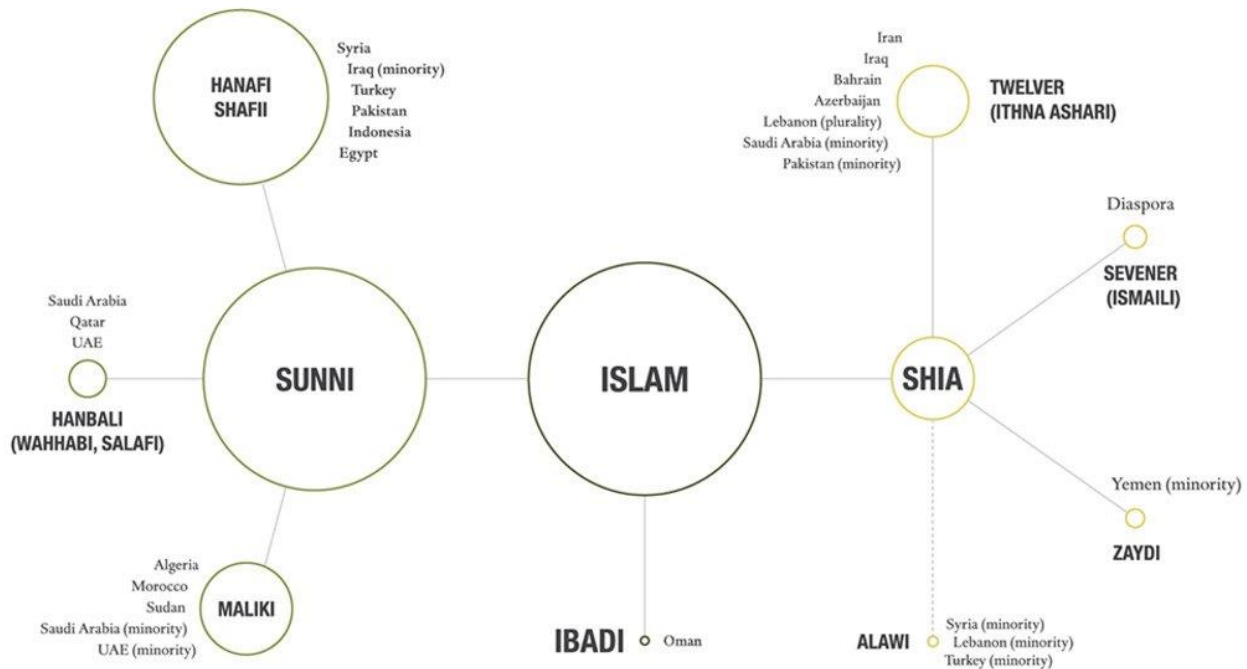 HANAFI
SHAFII
Syria
Iraq (minority)
Turkey
Pakistan
Indonesia
Egypt
Iran
Iraq
Bahrain
Azerbaijan
Lebanon (plurality)
Saudi Arabia (minority)
Pakistan (minority)
TWELVER
(ITHNA ASHARI)
Diaspora
SEVENER
(ISMAILI)
Saudi Arabia
Qatar
UAE
HANBALI
(WAHHABI, SALAFI)
SUNNI
ISLAM
SHIA
Yemen (minority)
ZAYDI
Algeria
Morocco
Sudan
Saudi Arabia (minority)
UAE (minority)
MALIKI
IBADI
Oman
ALAWI
Syria (minority)
Lebanon (minority)
Turkey (minority)